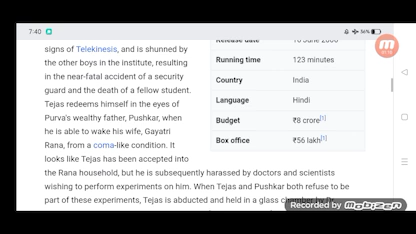 7:40
56%
signs of Telekinesis, and is shunned by
the other boys in the institute, resulting
in the near-fatal accident of a security
guard and the death of a fellow student.
Tejas redeems himself in the eyes of
Purva's wealthy father, Pushkar, when
he is able to wake his wife, Gayatri
Rana, from a coma-like condition. It
looks like Tejas has been accepted into
the Rana household, but he is subsequently harassed by doctors and scientists
wishing to perform experiments on him. When Tejas and Pushkar both refuse to be
part of these experiments, Tejas is abducted and held in a glass chamber by
Release date
Running time 123 minutes
Country India
Language Hindi
Budget ₹8 crore[1]
Box office ₹56 lakh[1]
Recorded by mobizen